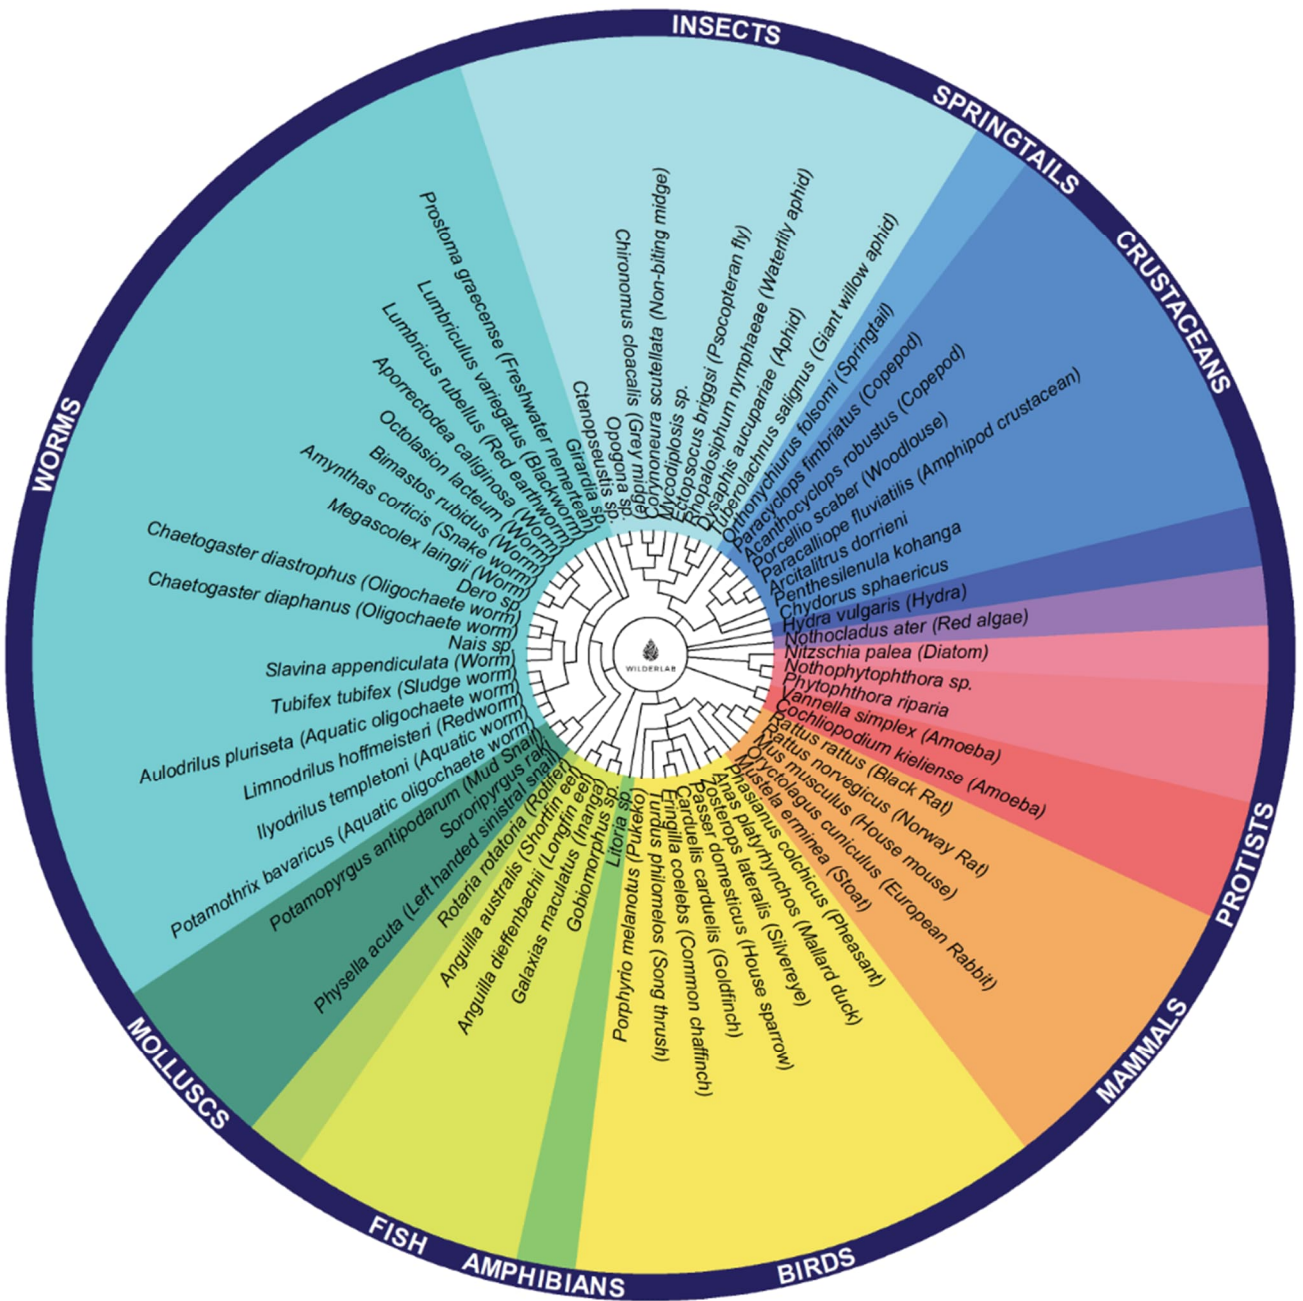 INSECTS
SPRINGTAILS
CRUSTACEANS
PROTISTS
MAMMALS
BIRDS
AMPHIBIANS
FISH
MOLLUSCS
WORMS
Ctenopseustis sp.
Opogona sp.
Chironomus cloacalis (Grey midge)
Corynoneura scutellata (Non-biting midge)
Mycodiplosis sp.
Ectopsocus briggsi (Psocopteran fly)
Rhopalosiphum nymphaeae (Waterlily aphid)
Dysaphis aucupariae (Aphid)
Tuberolachnus salignus (Giant willow aphid)
Orthonychiurus folsomi (Springtail)
Paracyclops fimbriatus (Copepod)
Acanthocyclops robustus (Copepod)
Porcellio scaber (Woodlouse)
Paracalliope fluviatilis (Amphipod crustacean)
Arcitalitrus dorrieni
Penthesilenula kohanga
Chydorus sphaericus
Hydra vulgaris (Hydra)
Nothocladus ater (Red algae)
Nitzschia palea (Diatom)
Nothophytophthora sp.
Phytophthora riparia
Vannella simplex (Amoeba)
Cochliopodium kieliense (Amoeba)
Rattus rattus (Black Rat)
Rattus norvegicus (Norway Rat)
Mus musculus (House mouse)
Oryctolagus cuniculus (European Rabbit)
Mustela erminea (Stoat)
Phasianus colchicus (Pheasant)
Anas platyrhynchos (Mallard duck)
Zosterops lateralis (Silvereye)
Passer domesticus (House sparrow)
Carduelis carduelis (Goldfinch)
Fringilla coelebs (Common chaffinch)
Turdus philomelos (Song thrush)
Porphyrio melanotus (Pukeko)
Litoria sp.
Gobiomorphus sp.
Galaxias maculatus (Inanga)
Anguilla dieffenbachii (Longfin eel)
Anguilla australis (Shortfin eel)
Rotaria rotatoria (Rotifer)
Physella acuta (Left handed sinistral snail)
Sororipyrgus raki
Potamopyrgus antipodarum (Mud Snail)
Potamothrix bavaricus (Aquatic oligochaete worm)
Ilyodrilus templetoni (Aquatic worm)
Limnodrilus hoffmeisteri (Redworm)
Aulodrilus pluriseta (Aquatic oligochaete worm)
Tubifex tubifex (Sludge worm)
Slavina appendiculata (Worm)
Nais sp.
Chaetogaster diaphanus (Oligochaete worm)
Chaetogaster diastrophus (Oligochaete worm)
Dero sp.
Megascolex laingii (Worm)
Amynthas corticis (Snake worm)
Bimastos rubidus (Worm)
Octolasion lacteum (Worm)
Aporrectodea caliginosa (Worm)
Lumbricus rubellus (Red earthworm)
Lumbriculus variegatus (Blackworm)
Prostoma graecense (Freshwater nemertean)
Girardia sp.
WILDERLAB